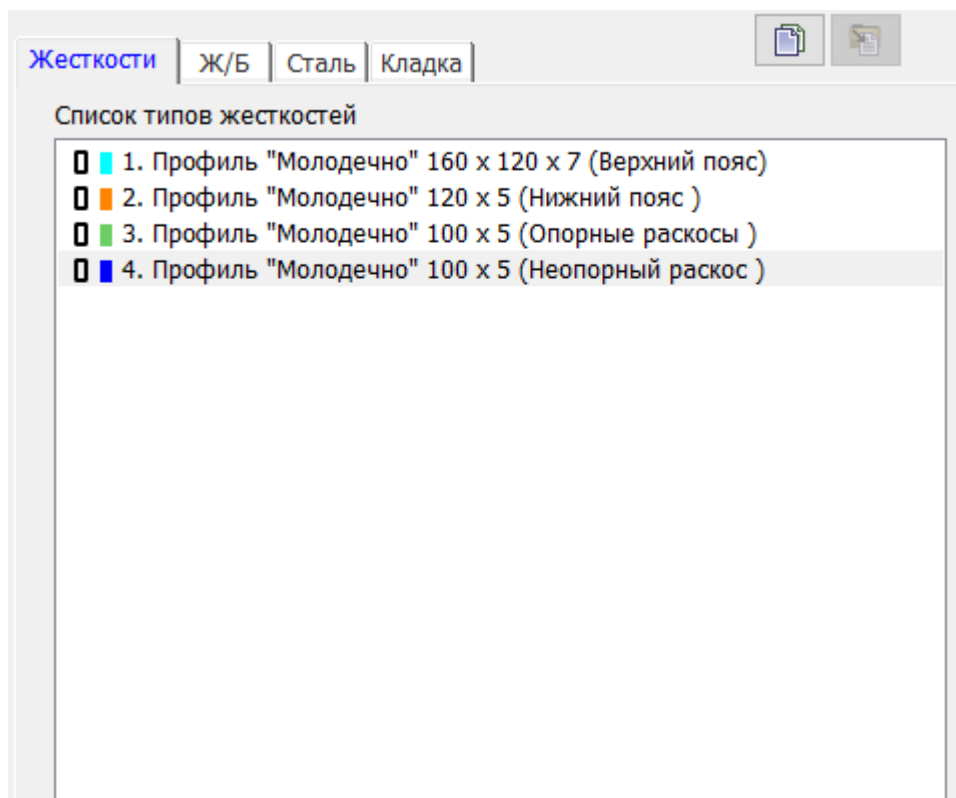 Жесткости Ж/Б Сталь Кладка
Список типов жесткостей
1. Профиль "Молодечно" 160 x 120 x 7 (Верхний пояс)
2. Профиль "Молодечно" 120 x 5 (Нижний пояс )
3. Профиль "Молодечно" 100 x 5 (Опорные раскосы )
4. Профиль "Молодечно" 100 x 5 (Неопорный раскос )